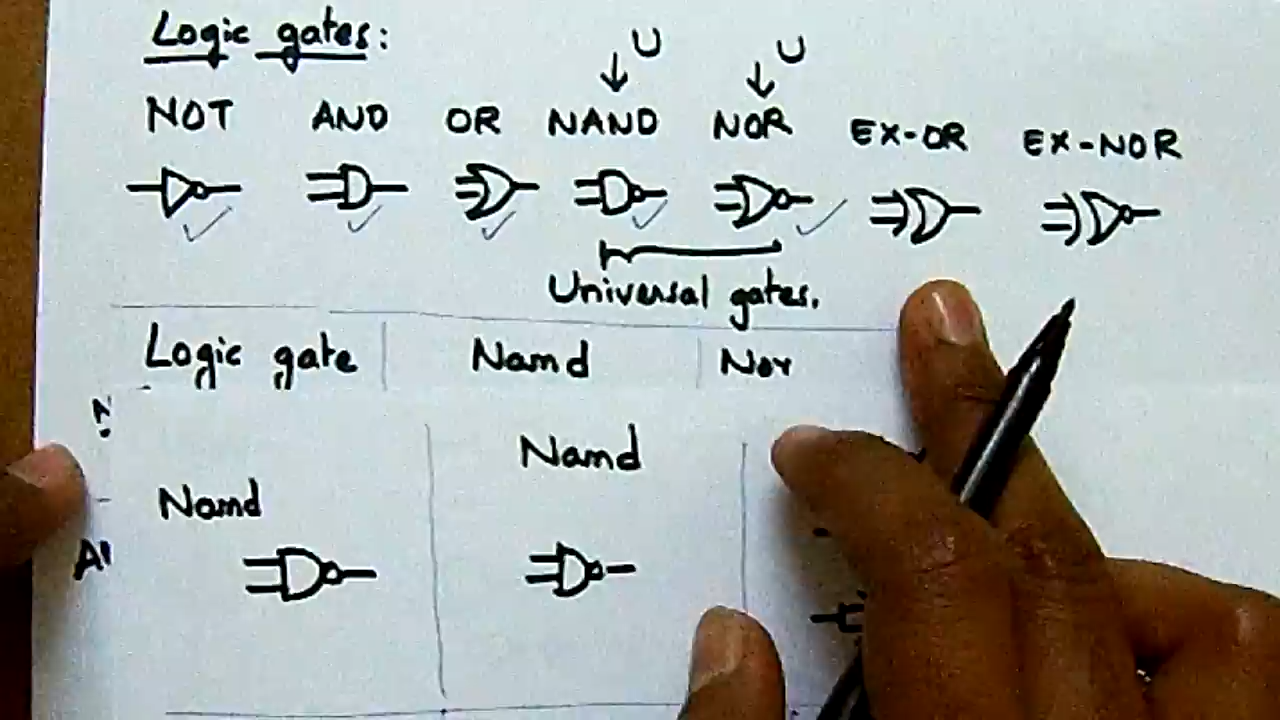 Logic gates:
U U
NOT AND OR NAND NOR EX-OR EX-NOR
Universal gates.
Logic gate Nand Nor
Nand
Nand